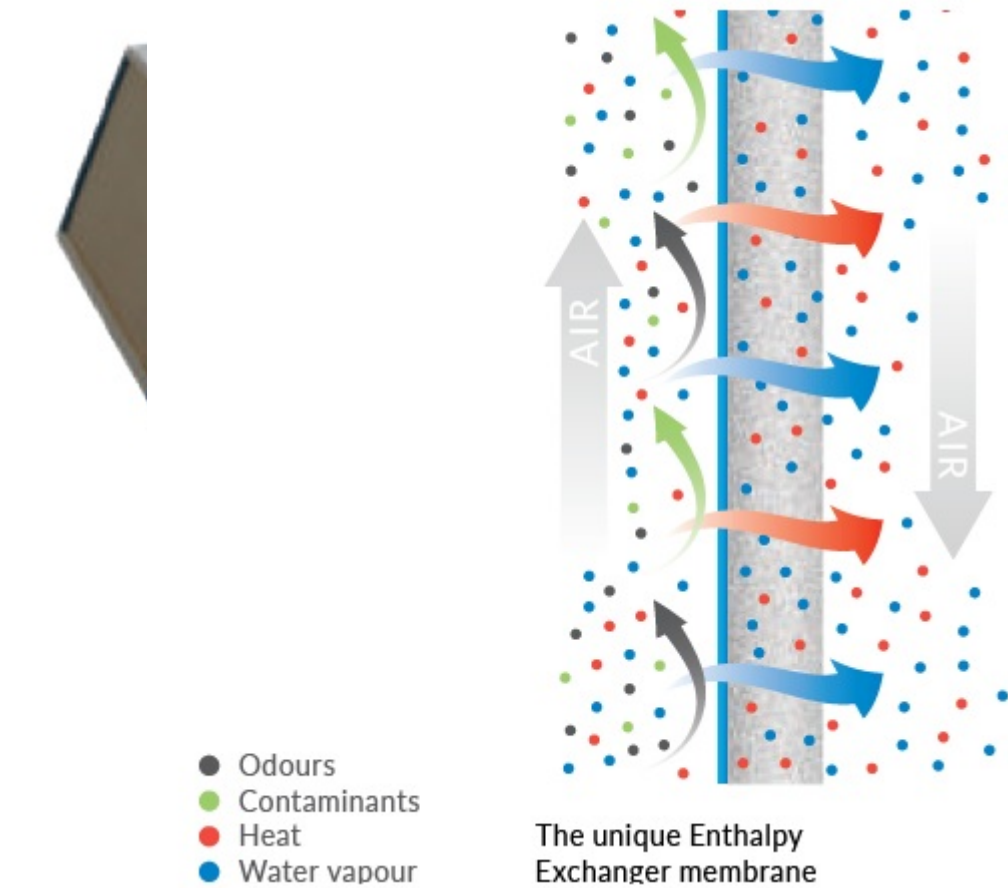 AIR
AIR
Odours
Contaminants
Heat
Water vapour
The unique Enthalpy
Exchanger membrane